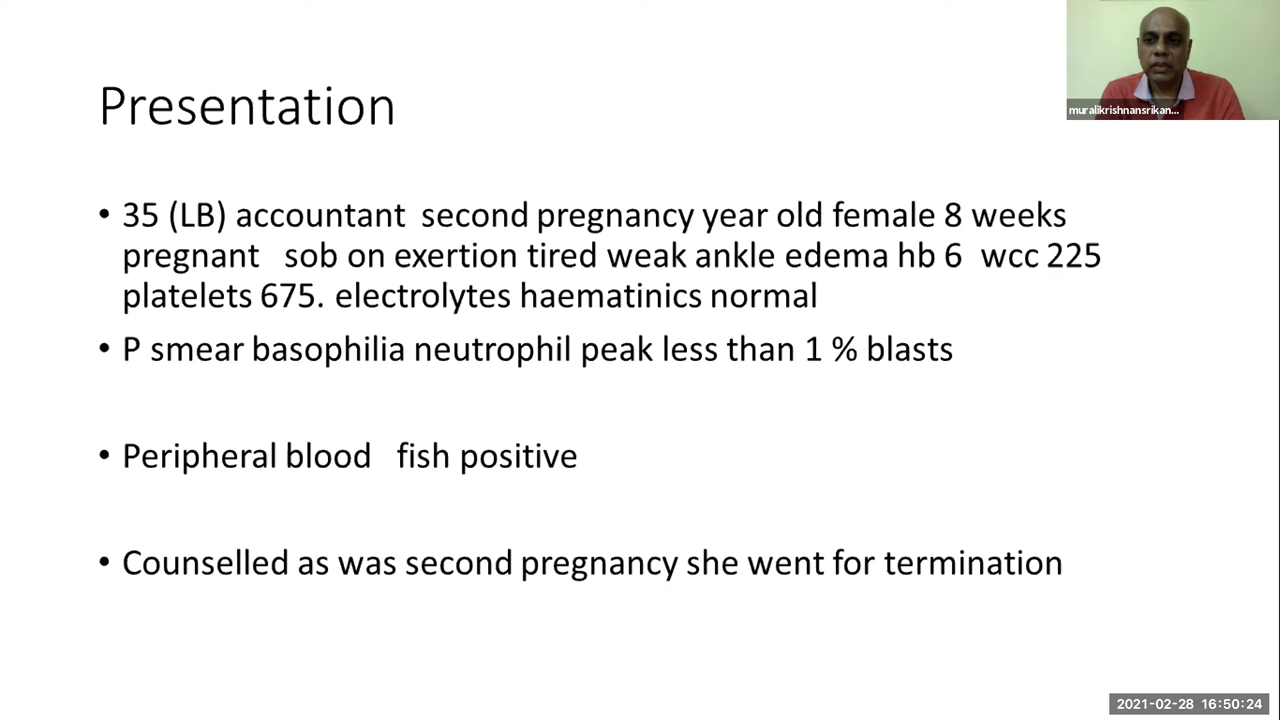 Presentation
• 35 (LB) accountant second pregnancy year old female 8 weeks
pregnant sob on exertion tired weak ankle edema hb 6 wcc 225
platelets 675. electrolytes haematinics normal
• P smear basophilia neutrophil peak less than 1 % blasts
• Peripheral blood fish positive
• Counselled as was second pregnancy she went for termination
muralikrishnansrikan...
2021-02-28 16:50:24